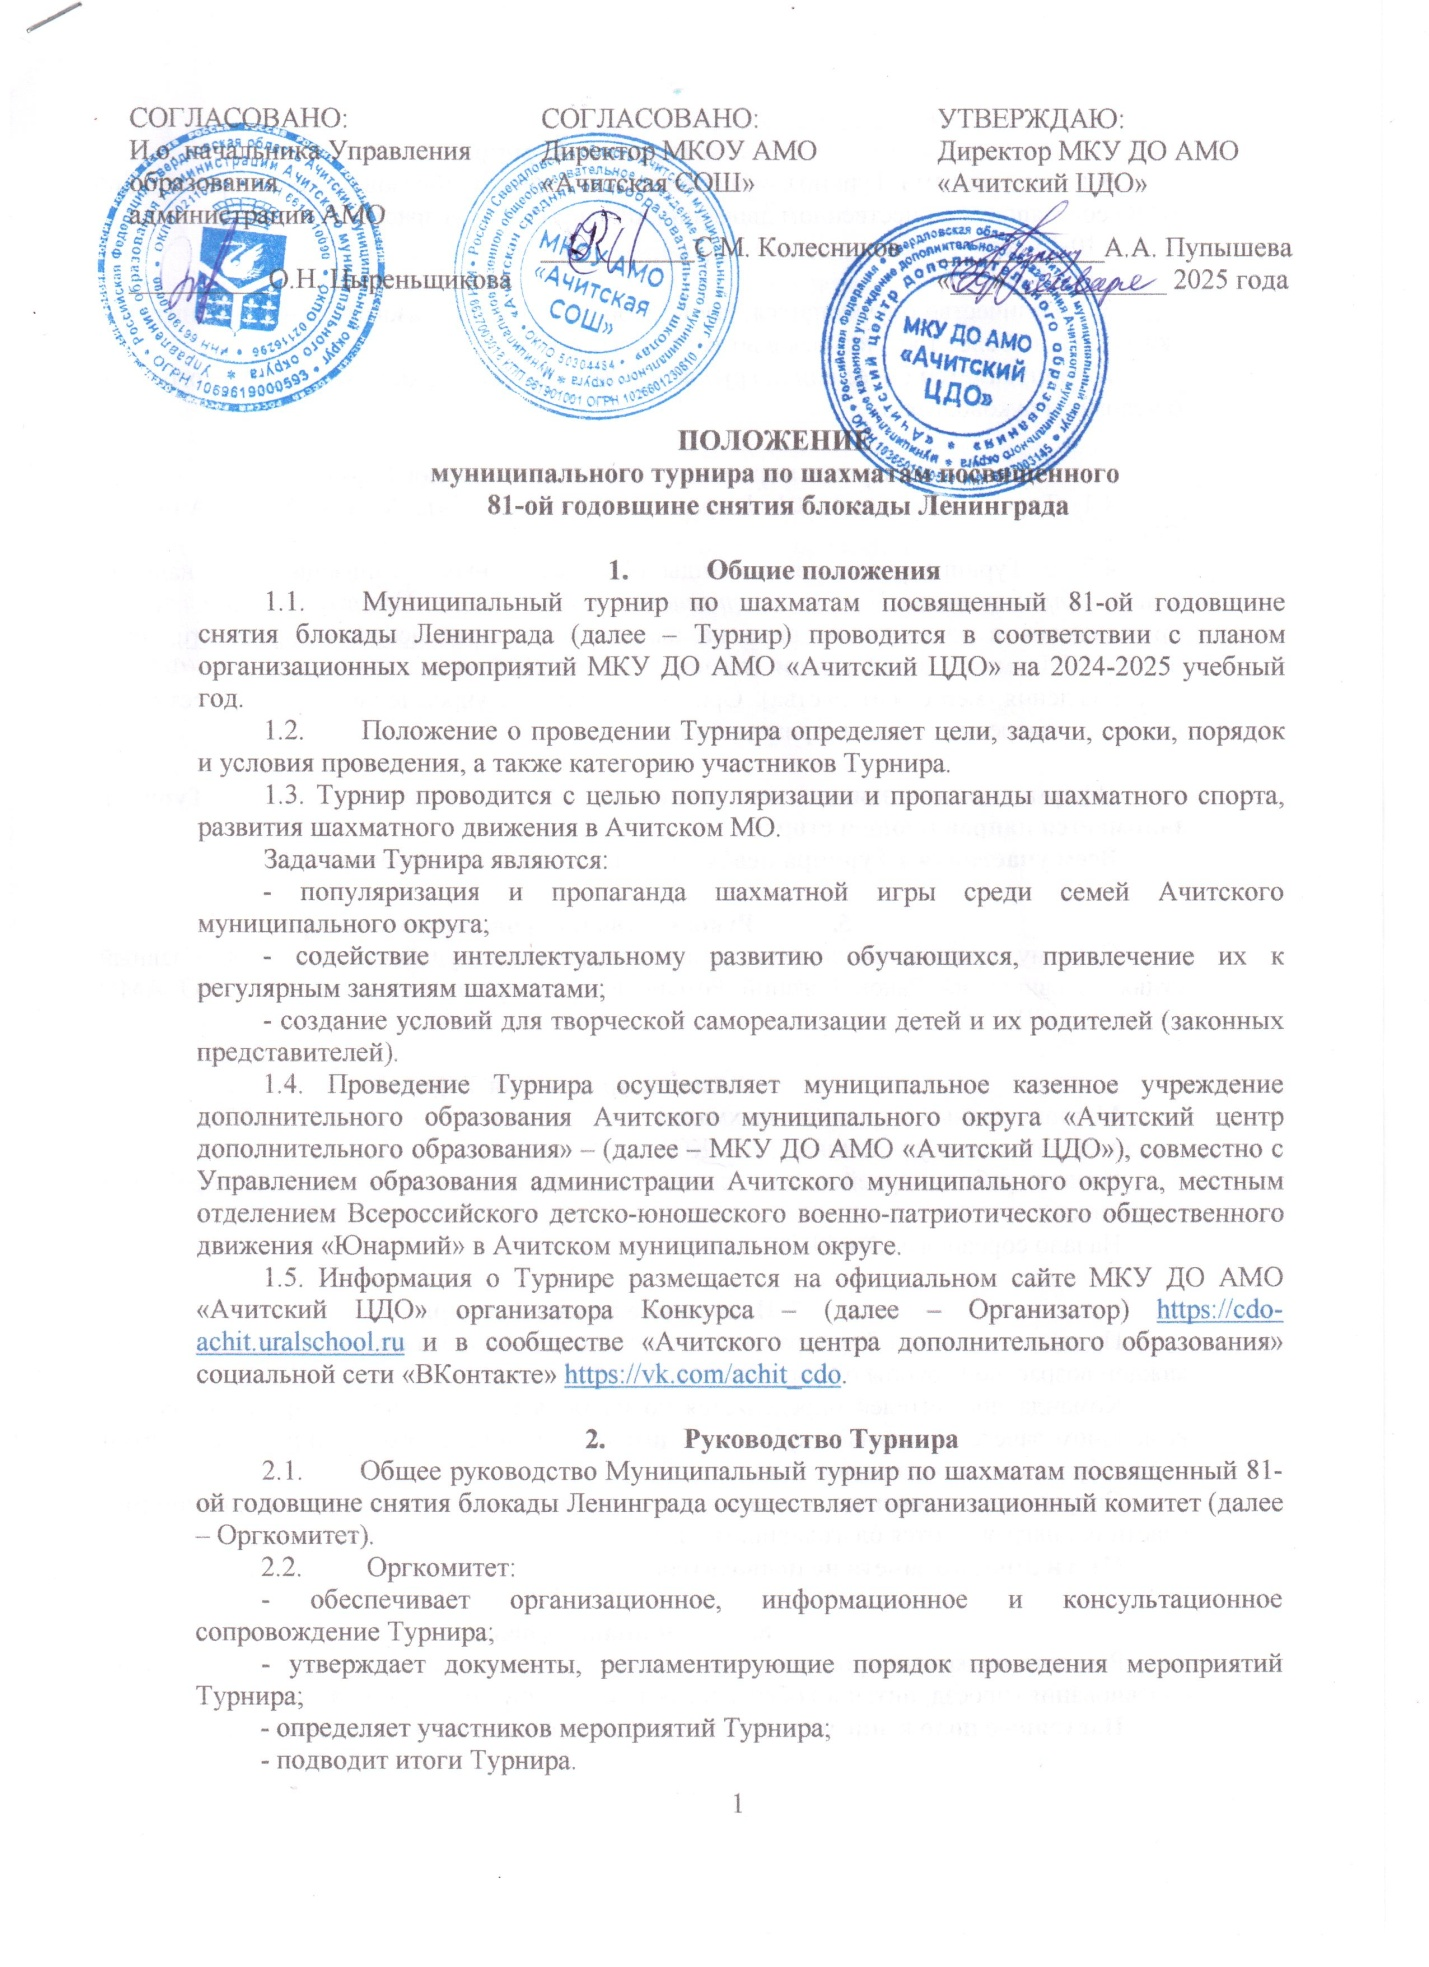 СОГЛАСОВАНО:
И.о. начальника Управления
образования
администрации АМО
О.Н. Цыреньщикова
СОГЛАСОВАНО:
Директор МКОУ АМО
«Ачитская СОШ»
С.М. Колесников
УТВЕРЖДАЮ:
Директор МКУ ДО АМО
«Ачитский ЦДО»
А.А. Пупышева
января 2025 года
МКОУ АМО
«Ачитская
СОШ»
МКУ ДО АМО
«Ачитский
ЦДО»
ПОЛОЖЕНИЕ
муниципального турнира по шахматам посвященного
81-ой годовщине снятия блокады Ленинграда
1. Общие положения
1.1. Муниципальный турнир по шахматам посвященный 81-ой годовщине
снятия блокады Ленинграда (далее – Турнир) проводится в соответствии с планом
организационных мероприятий МКУ ДО АМО «Ачитский ЦДО» на 2024-2025 учебный
год.
1.2. Положение о проведении Турнира определяет цели, задачи, сроки, порядок
и условия проведения, а также категорию участников Турнира.
1.3. Турнир проводится с целью популяризации и пропаганды шахматного спорта,
развития шахматного движения в Ачитском МО.
Задачами Турнира являются:
- популяризация и пропаганда шахматной игры среди семей Ачитского
муниципального округа;
- содействие интеллектуальному развитию обучающихся, привлечение их к
регулярным занятиям шахматами;
- создание условий для творческой самореализации детей и их родителей (законных
представителей).
1.4. Проведение Турнира осуществляет муниципальное казенное учреждение
дополнительного образования Ачитского муниципального округа «Ачитский центр
дополнительного образования» – (далее – МКУ ДО АМО «Ачитский ЦДО»), совместно с
Управлением образования администрации Ачитского муниципального округа, местным
отделением Всероссийского детско-юношеского военно-патриотического общественного
движения «Юнармий» в Ачитском муниципальном округе.
1.5. Информация о Турнире размещается на официальном сайте МКУ ДО АМО
«Ачитский ЦДО» организатора Конкурса – (далее – Организатор) https://cdo-
achit.uralschool.ru и в сообществе «Ачитского центра дополнительного образования»
социальной сети «ВКонтакте» https://vk.com/achit_cdo.
2. Руководство Турнира
2.1. Общее руководство Муниципальный турнир по шахматам посвященный 81-
ой годовщине снятия блокады Ленинграда осуществляет организационный комитет (далее
– Оргкомитет).
2.2. Оргкомитет:
- обеспечивает организационное, информационное и консультационное
сопровождение Турнира;
- утверждает документы, регламентирующие порядок проведения мероприятий
Турнира;
- определяет участников мероприятий Турнира;
- подводит итоги Турнира.
1